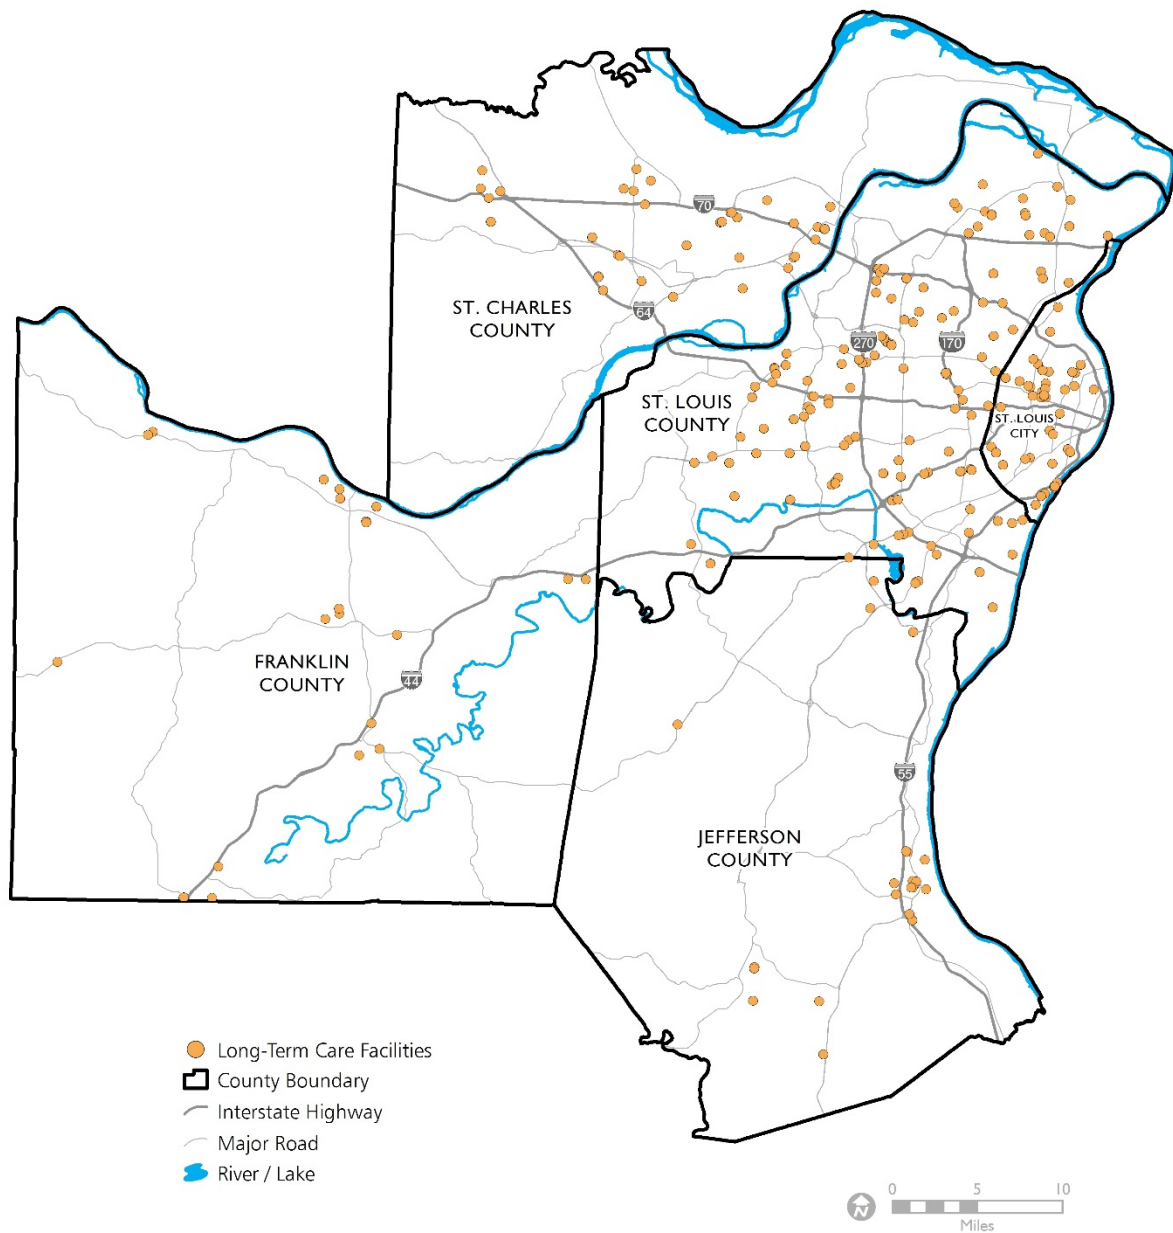 70
ST. CHARLES
COUNTY
64
270
170
ST. LOUIS
COUNTY
ST. LOUIS
CITY
FRANKLIN
COUNTY
44
55
JEFFERSON
COUNTY
Long-Term Care Facilities
County Boundary
Interstate Highway
Major Road
River / Lake
N
0 5 10
Miles